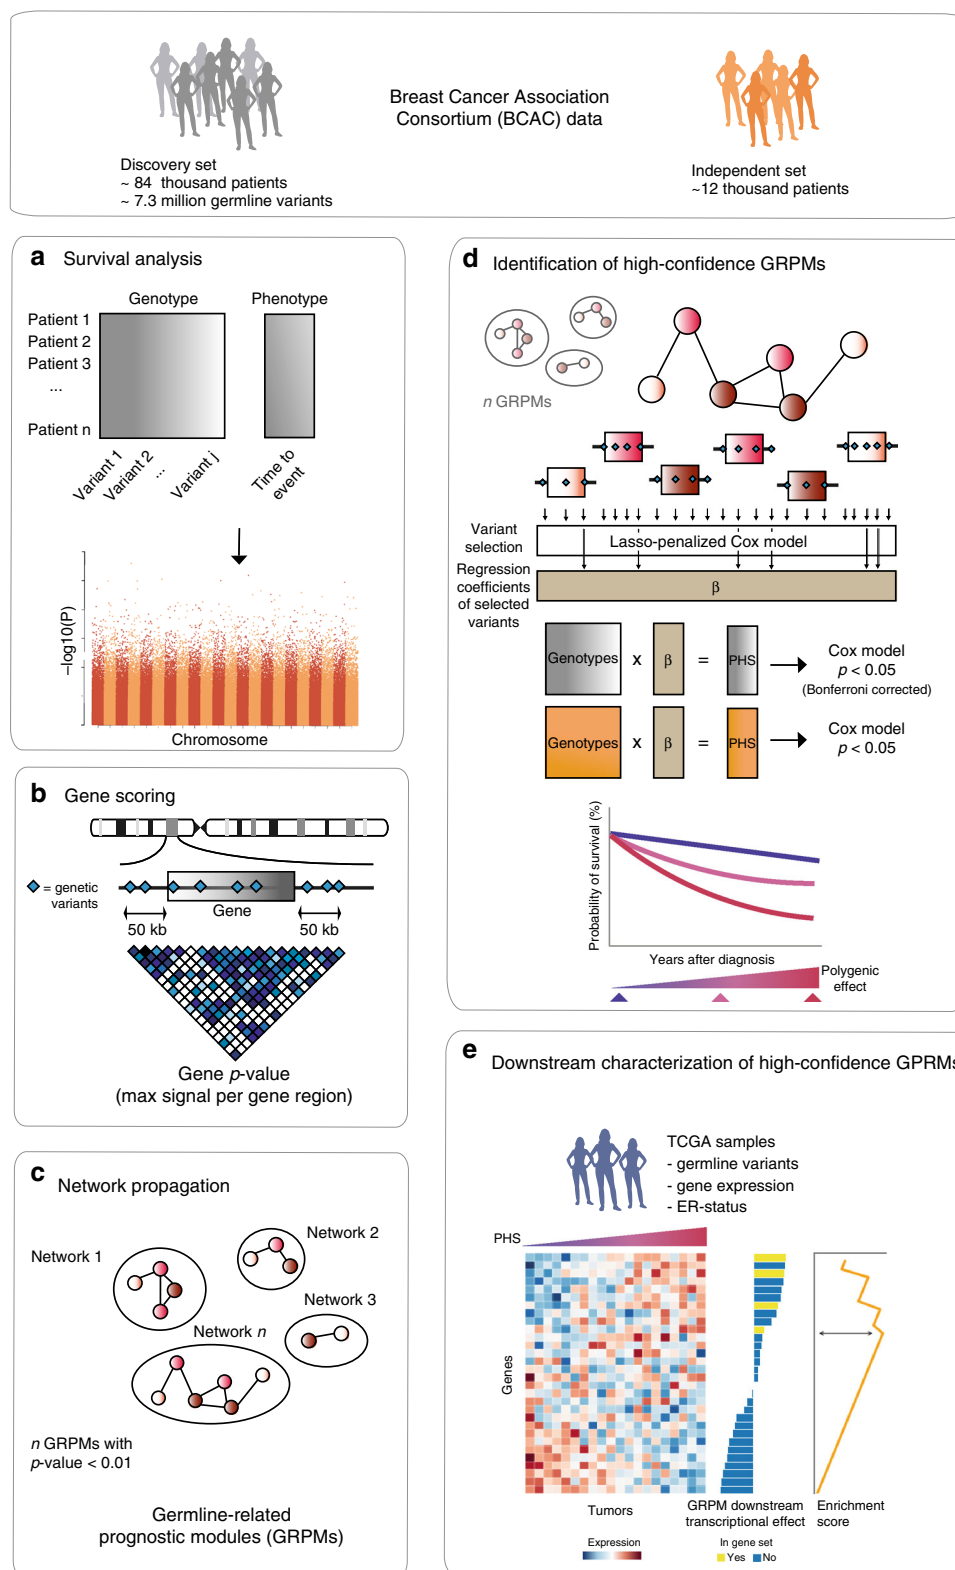 Breast Cancer Association
Consortium (BCAC) data
Discovery set
~ 84 thousand patients
~ 7.3 million germline variants
Independent set
~12 thousand patients
a Survival analysis
Genotype
Phenotype
Patient 1
Patient 2
Patient 3
...
Patient n
Variant 1
Variant 2
...
Variant j
Time to
event
–log10(P)
Chromosome
b Gene scoring
= genetic
variants
Gene
50 kb
50 kb
Gene p-value
(max signal per gene region)
c Network propagation
Network 1
Network 2
Network 3
Network n
n GRPMs with
p-value < 0.01
Germline-related
prognostic modules (GRPMs)
d Identification of high-confidence GRPMs
n GRPMs
Variant
selection
Lasso-penalized Cox model
Regression
coefficients
of selected
variants
β
Genotypes x β = PHS
Cox model
p < 0.05
(Bonferroni corrected)
Genotypes x β = PHS
Cox model
p < 0.05
Probability of survival (%)
Years after diagnosis
Polygenic
effect
e Downstream characterization of high-confidence GPRMs
TCGA samples
- germline variants
- gene expression
- ER-status
PHS
Genes
Tumors
GRPM downstream
transcriptional effect
Enrichment
score
Expression
In gene set
Yes No